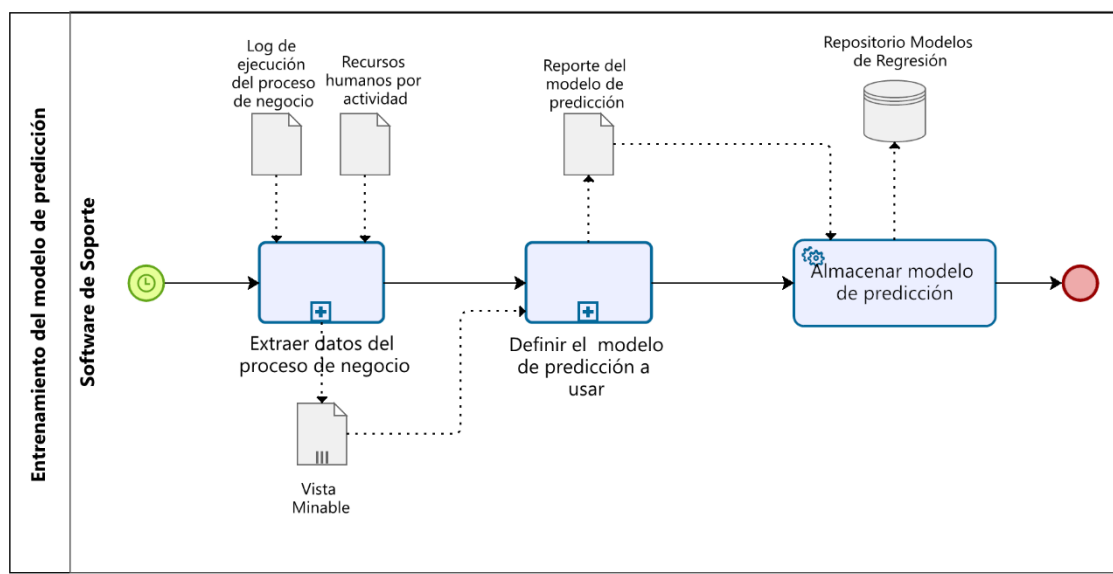 Entrenamiento del modelo de predicción
Software de Soporte
Log de
ejecución
del proceso
de negocio
Recursos
humanos por
actividad
Reporte del
modelo de
predicción
Repositorio Modelos
de Regresión
Extraer datos del
proceso de negocio
Definir el modelo
de predicción a
usar
Almacenar modelo
de predicción
Vista
Minable